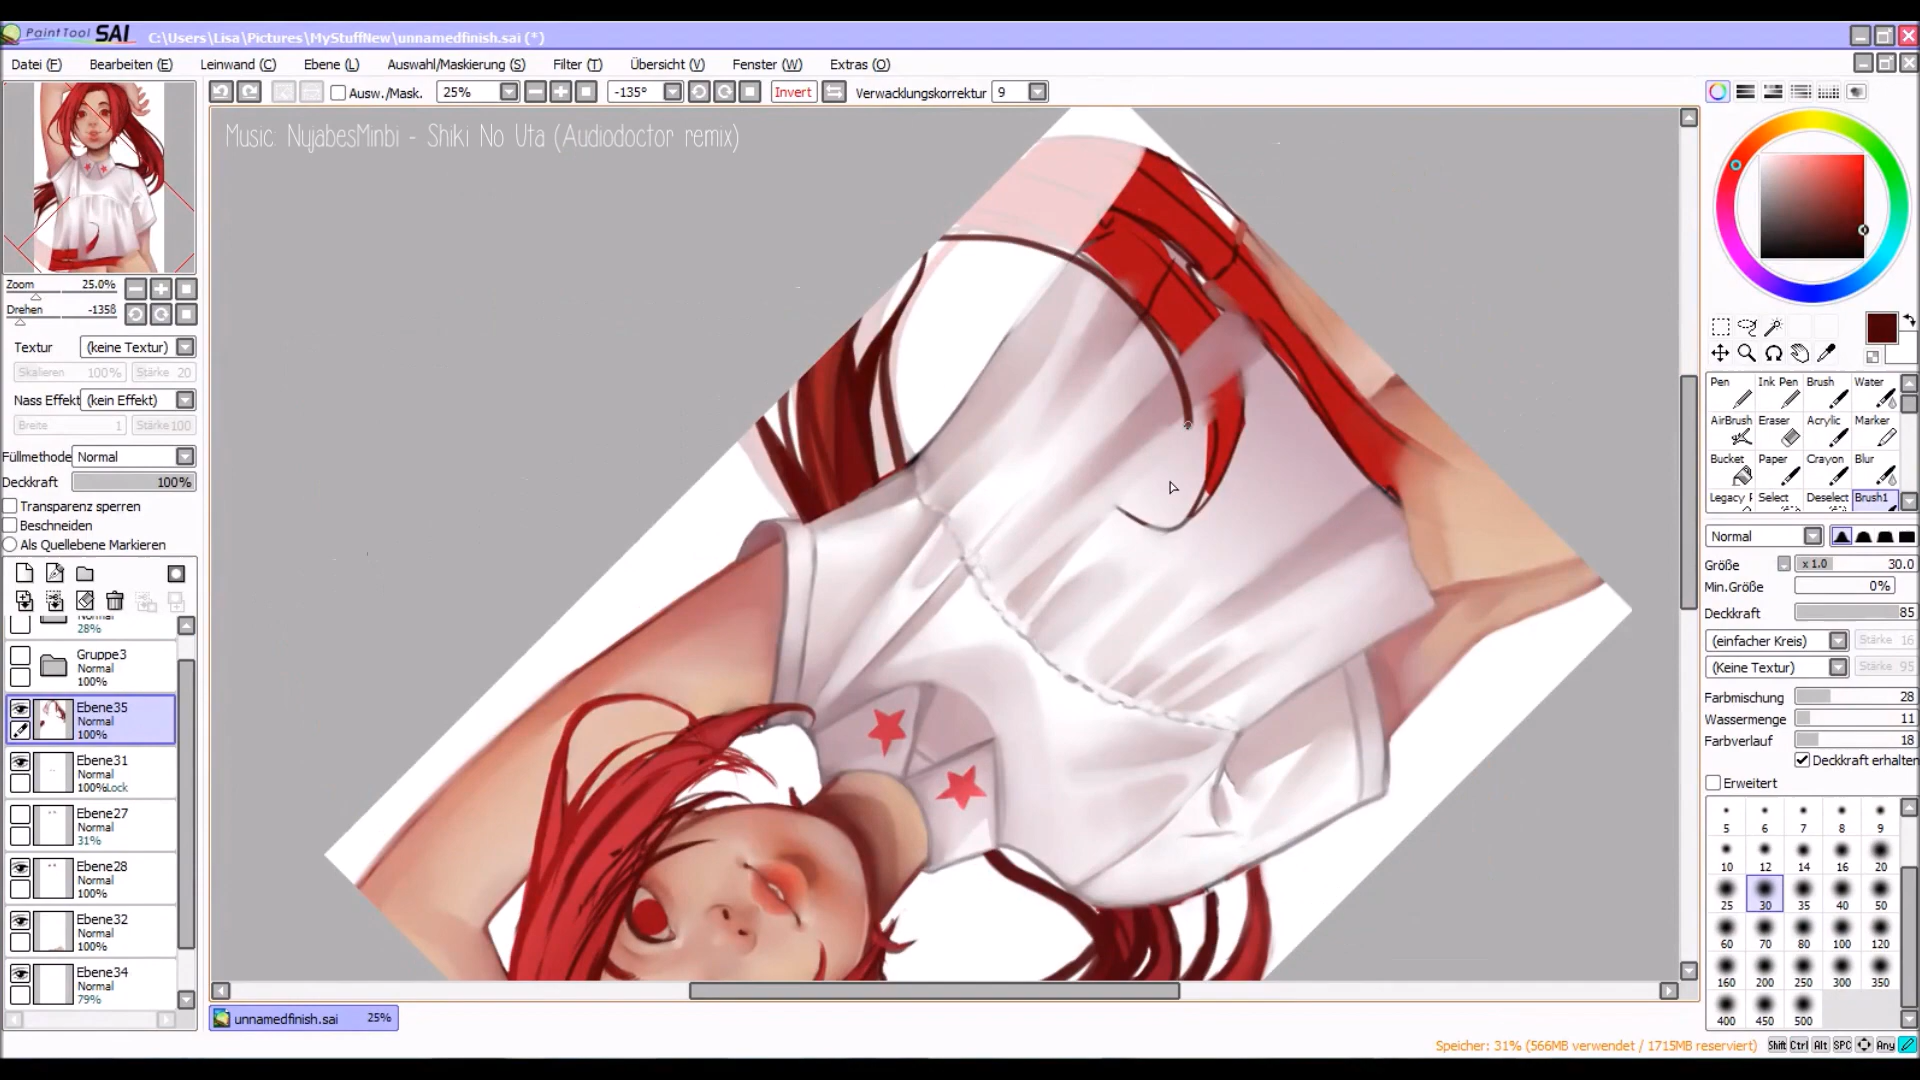 PaintTool SAI C:\Users\Lisa\Pictures\MyStuffNew\unnamedfinish.sai (*)
Datei (F) Bearbeiten (E) Leinwand (C) Ebene (L) Auswahl/Maskierung (S) Filter (T) Übersicht (V) Fenster (W) Extras (O)
Ausw./Mask. 25% -135° Invert Verwacklungskorrektur 9
Music: NujabesMinbi - Shiki No Uta (Audiodoctor remix)
Zoom 25.0%
Drehen -135ß
Textur (keine Textur)
Skalieren 100% Stärke 20
Nass Effekt (kein Effekt)
Breite 1 Stärke 100
Füllmethode Normal
Deckkraft 100%
Transparenz sperren
Beschneiden
Als Quellebene Markieren
Normal
28%
Gruppe3
Normal
100%
Ebene35
Normal
100%
Ebene31
Normal
100%Lock
Ebene27
Normal
31%
Ebene28
Normal
100%
Ebene32
Normal
100%
Ebene34
Normal
79%
unnamedfinish.sai 25%
Pen Ink Pen Brush Water
AirBrush Eraser Acrylic Marker
Bucket Paper Crayon Blur
Legacy Select Deselect Brush1
Normal
Größe x 1.0 30.0
Min.Größe 0%
Deckkraft 85
(einfacher Kreis) Stärke 16
(Keine Textur) Stärke 95
Farbmischung 28
Wassermenge 11
Farbverlauf 18
Deckkraft erhalten
Erweitert
5 6 7 8 9
10 12 14 16 20
25 30 35 40 50
60 70 80 100 120
160 200 250 300 350
400 450 500
Speicher: 31% (566MB verwendet / 1715MB reserviert) Shift Ctrl Alt SPC Any